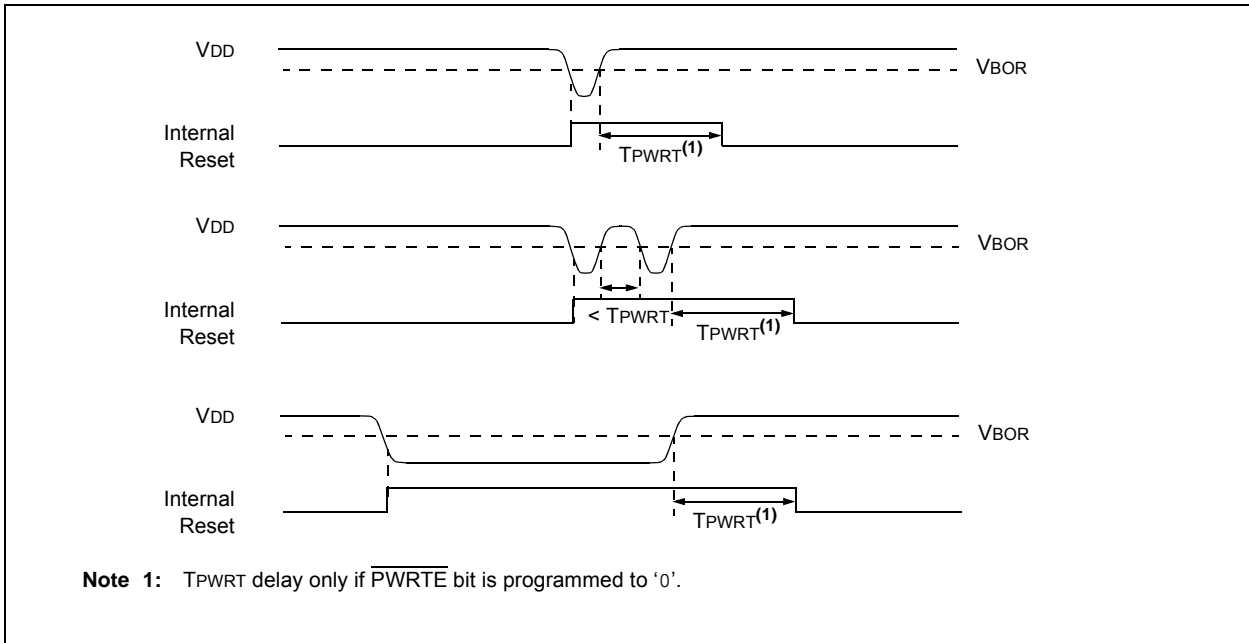 VDD
VBOR
Internal
Reset
TPWRT(1)
VDD
VBOR
Internal
Reset
< TPWRT
TPWRT(1)
VDD
VBOR
Internal
Reset
TPWRT(1)
Note 1: TPWRT delay only if PWRTE bit is programmed to ‘0’.